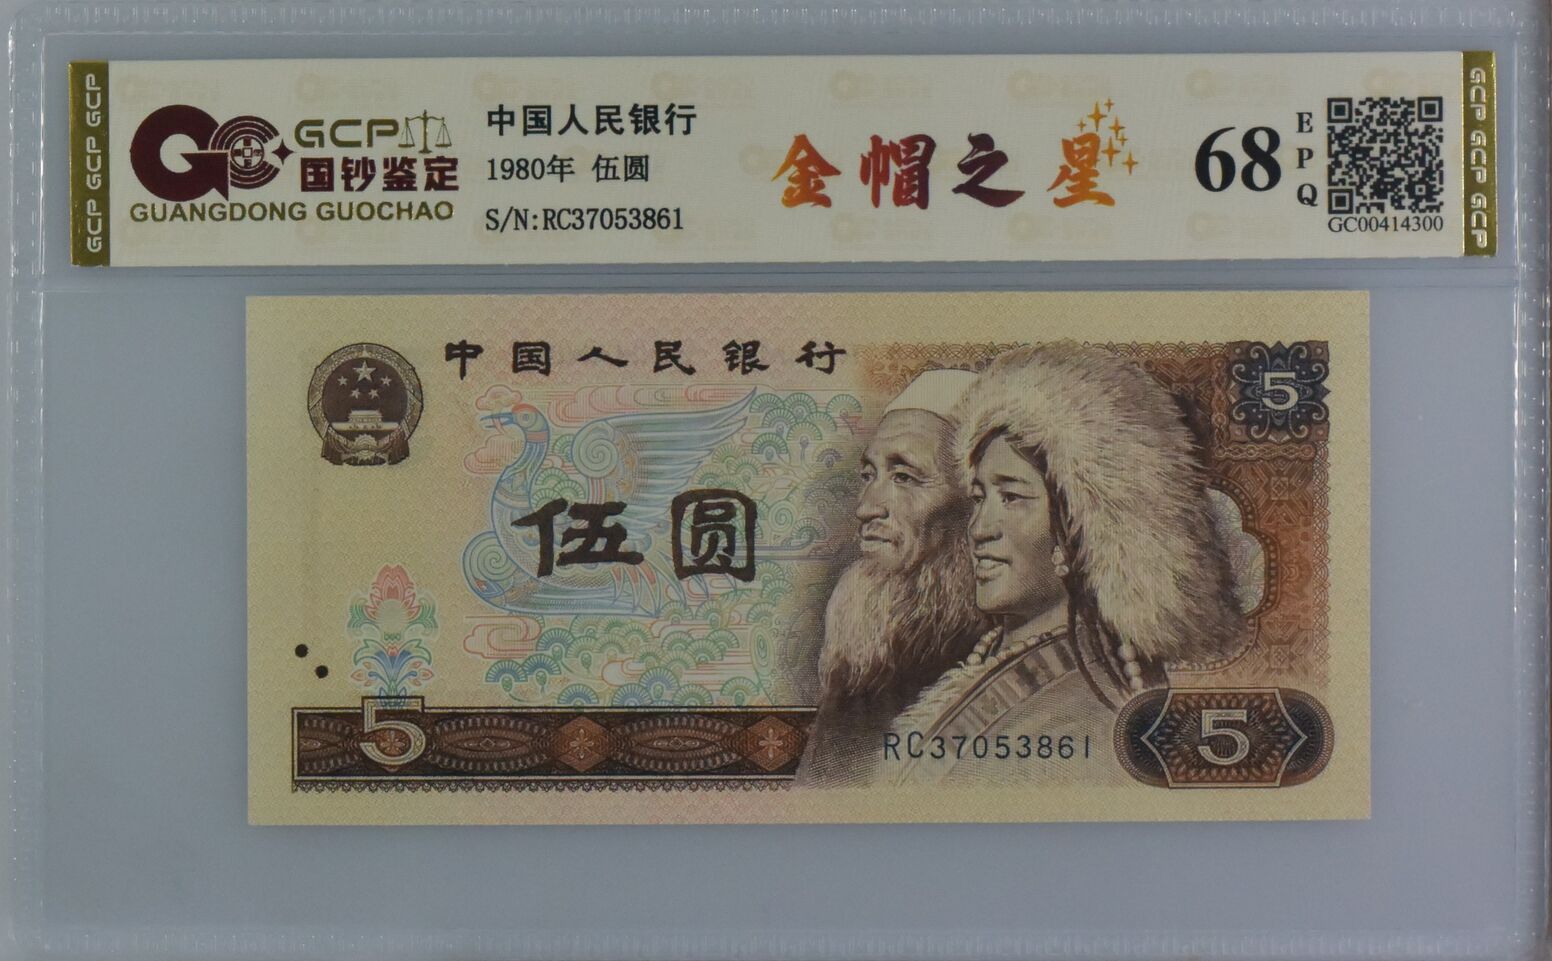 GCP GCP GCP
GCP
国钞鉴定
GUANGDONG GUOCHAO
中国人民银行
1980年 伍圆
S/N:RC37053861
金帽之星
68
EPQ
GC00414300
GCP GCP GCP
中国人民银行
5
伍圆
5
RC37053861
5